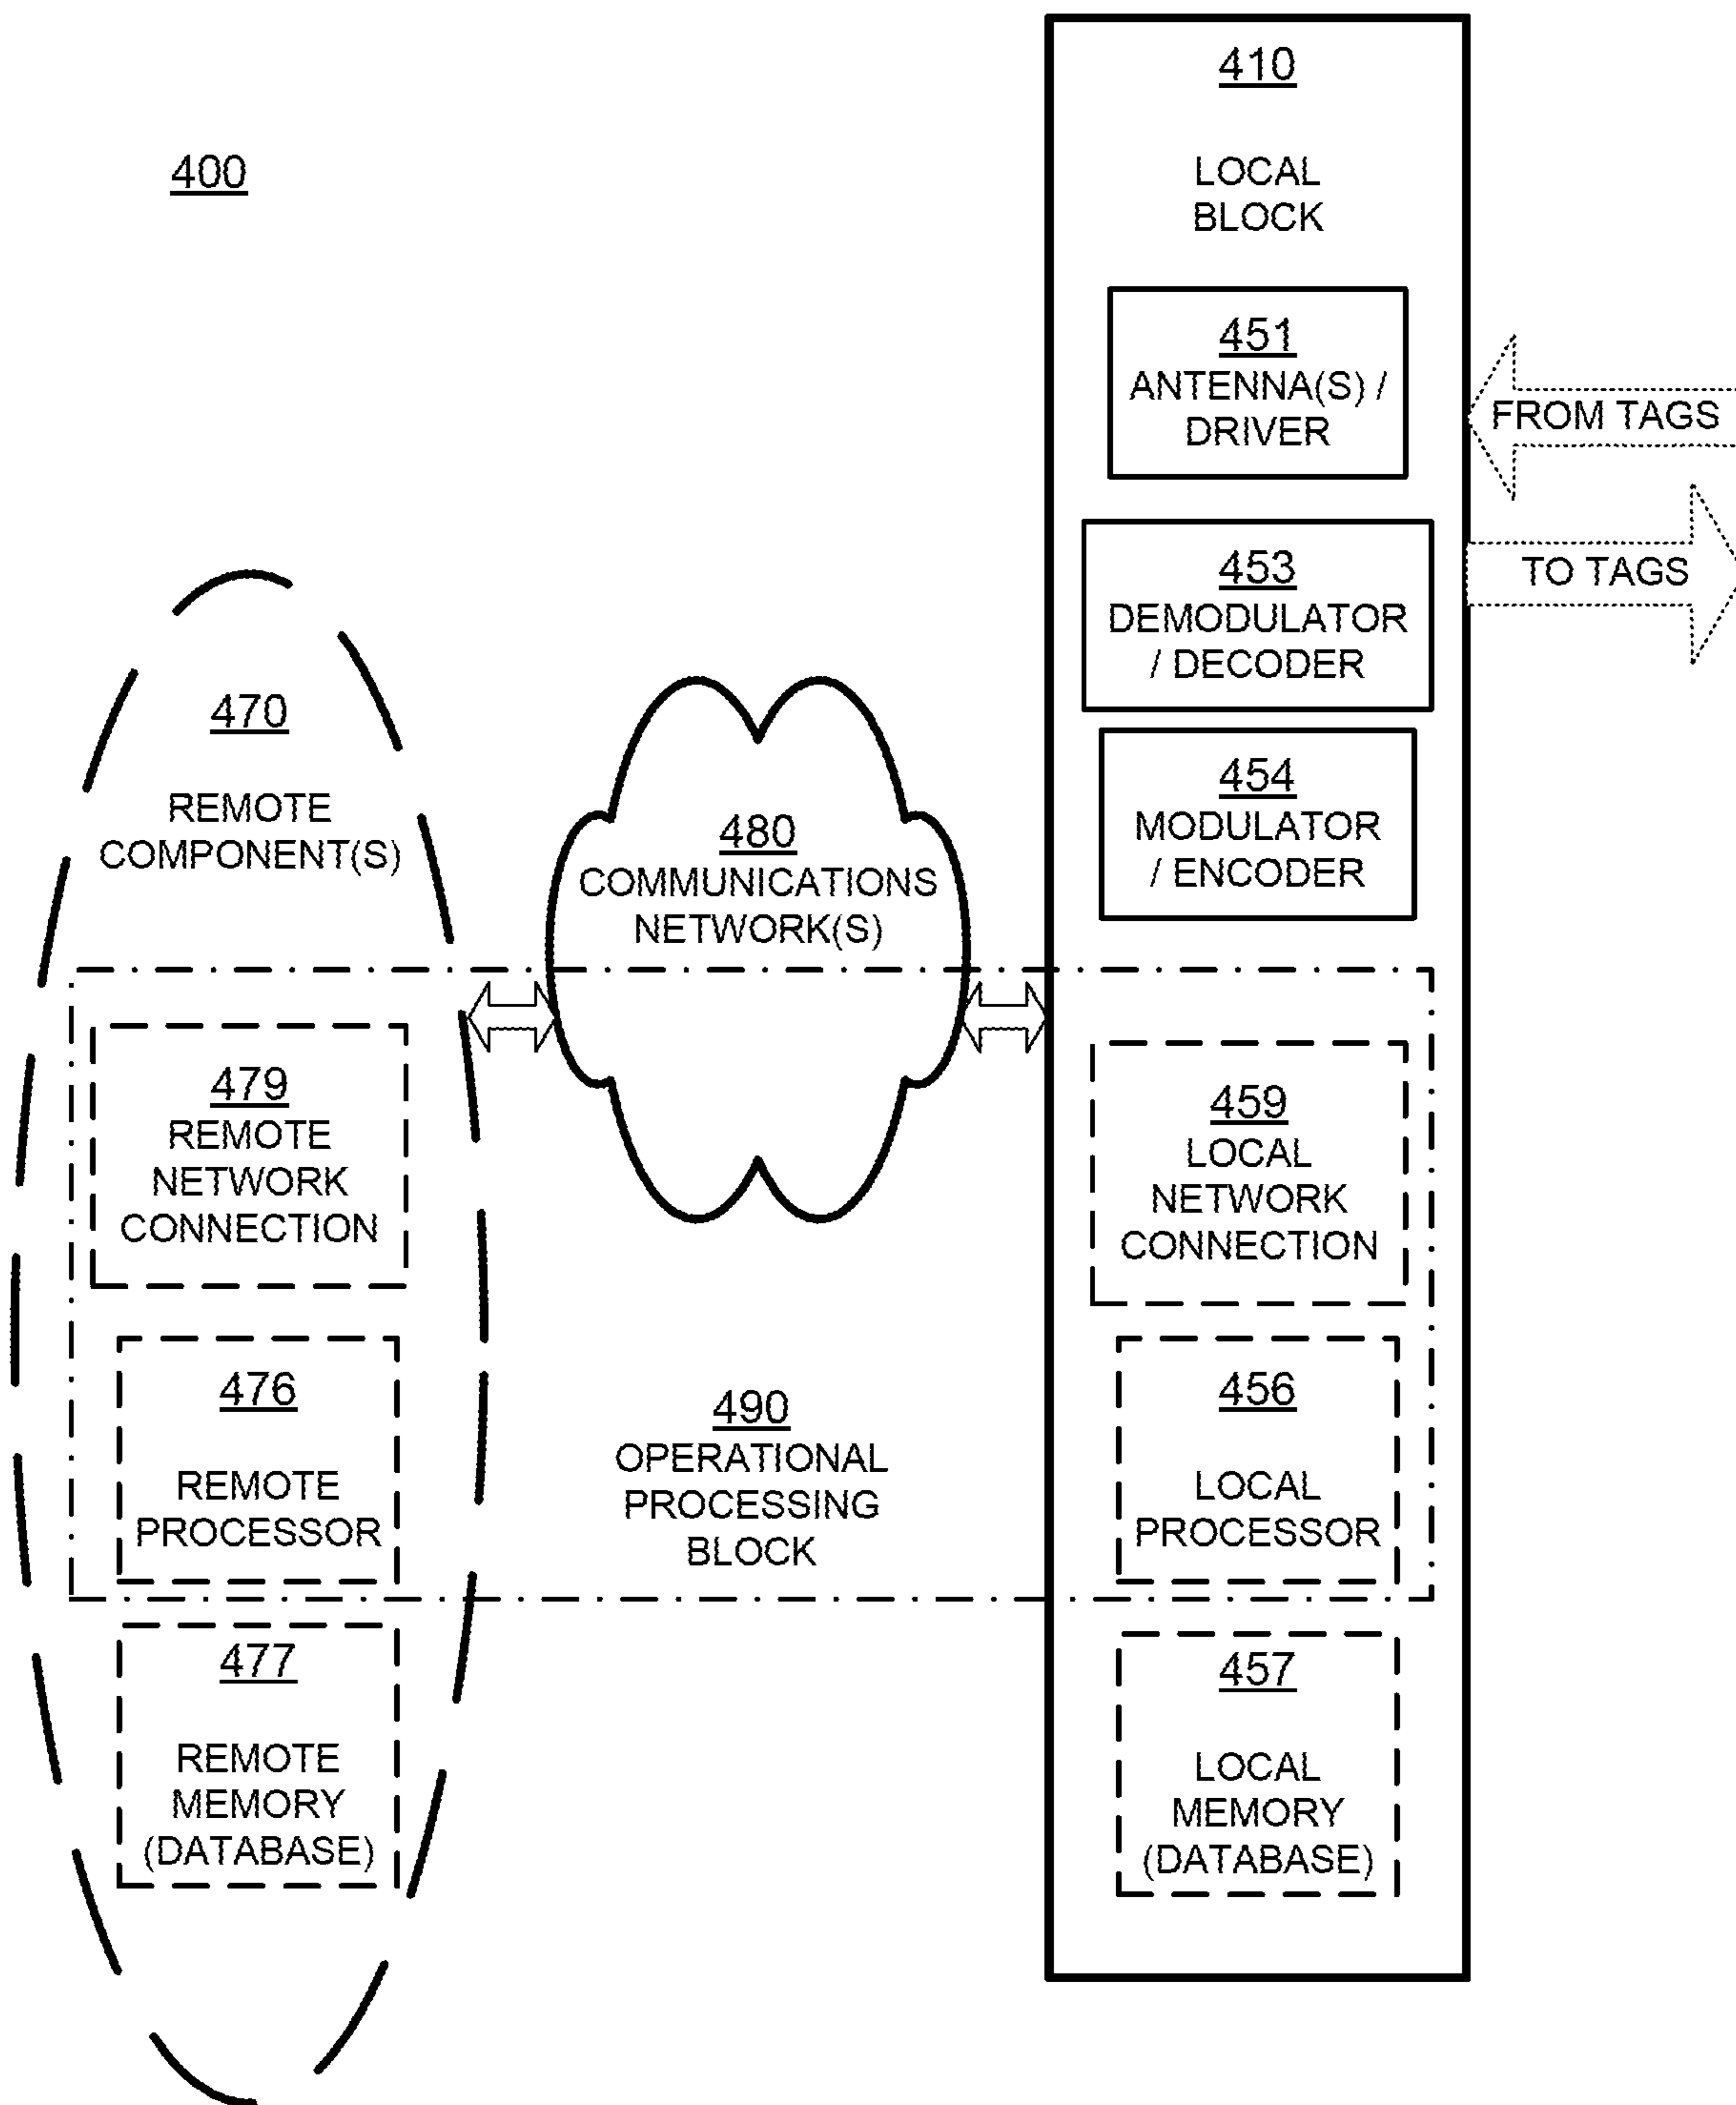 400
410
LOCAL
BLOCK
451
ANTENNA(S) /
DRIVER
FROM TAGS
453
DEMODULATOR
/ DECODER
TO TAGS
454
MODULATOR
/ ENCODER
470
REMOTE
COMPONENT(S)
480
COMMUNICATIONS
NETWORK(S)
479
REMOTE
NETWORK
CONNECTION
459
LOCAL
NETWORK
CONNECTION
476
REMOTE
PROCESSOR
490
OPERATIONAL
PROCESSING
BLOCK
456
LOCAL
PROCESSOR
477
REMOTE
MEMORY
(DATABASE)
457
LOCAL
MEMORY
(DATABASE)